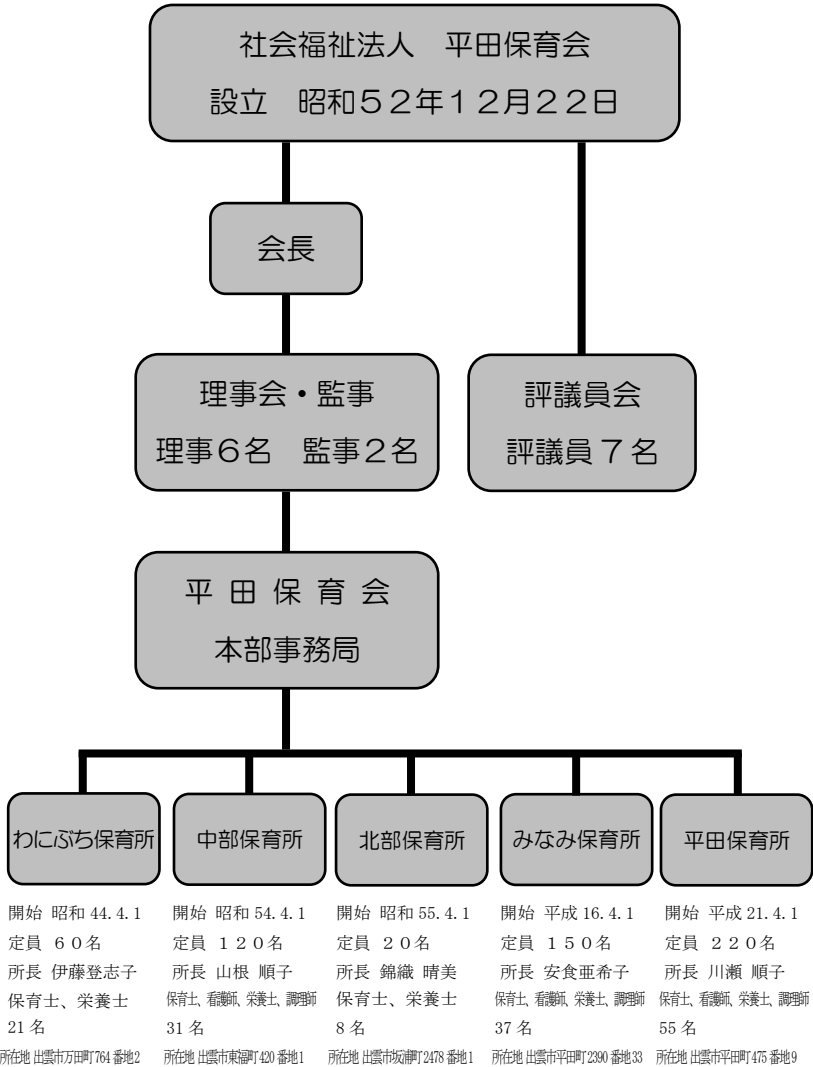 社会福祉法人　平田保育会
設立　昭和５２年１２月２２日
会長
理事会・監事
理事６名　監事２名
評議員会
評議員７名
平 田 保 育 会
本部事務局
わにぶち保育所
中部保育所
北部保育所
みなみ保育所
平田保育所
開始 昭和 44.4.1
定員 ６０名
所長 伊藤登志子
保育士、栄養士
21 名
所在地 出雲市万田町764 番地2
開始 昭和 54.4.1
定員 １２０名
所長 山根 順子
保育士、看護師、栄養士、調理師
31 名
所在地 出雲市東福町420 番地1
開始 昭和 55.4.1
定員 ２０名
所長 錦織 晴美
保育士、栄養士
8 名
所在地 出雲市坂浦町2478 番地1
開始 平成 16.4.1
定員 １５０名
所長 安食亜希子
保育士、看護師、栄養士、調理師
37 名
所在地 出雲市平田町2390 番地33
開始 平成 21.4.1
定員 ２２０名
所長 川瀬 順子
保育士、看護師、栄養士、調理師
55 名
所在地 出雲市平田町475 番地9